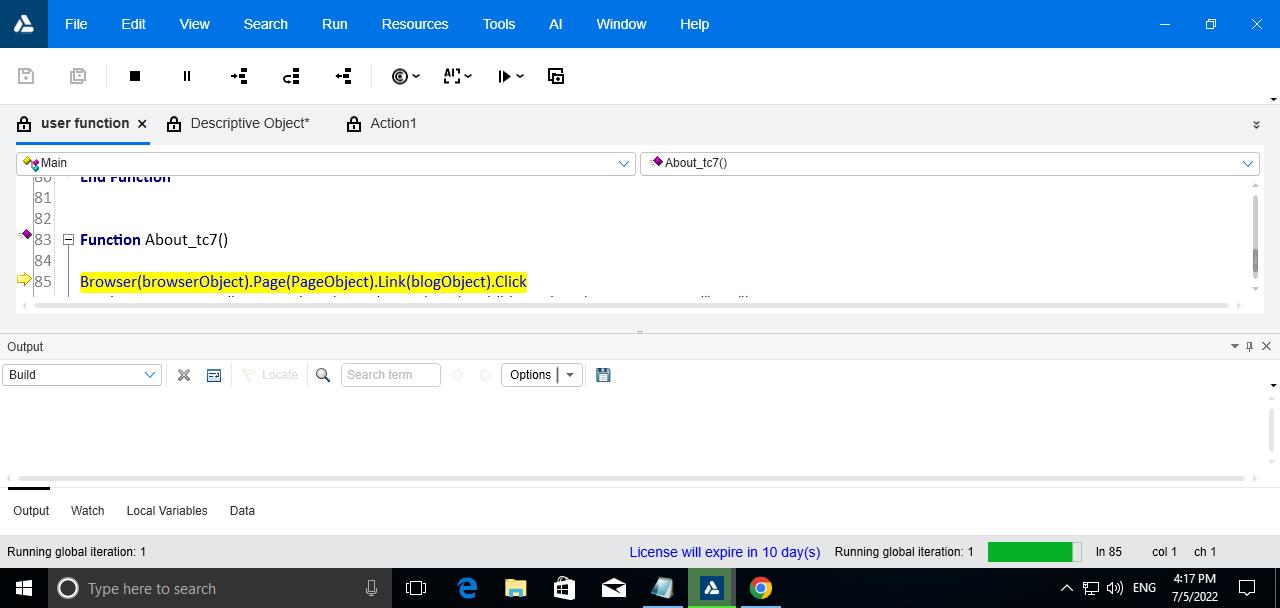 File Edit View Search Run Resources Tools AI Window Help
AI
user function Descriptive Object* Action1
Main About_tc7()
80 End Function
81
82
83 Function About_tc7()
84
85 Browser(browserObject).Page(PageObject).Link(blogObject).Click
Output
Build Locate Search term Options
Output Watch Local Variables Data
Running global iteration: 1 License will expire in 10 day(s) Running global iteration: 1 ln 85 col 1 ch 1
Type here to search ENG 4:17 PM
7/5/2022